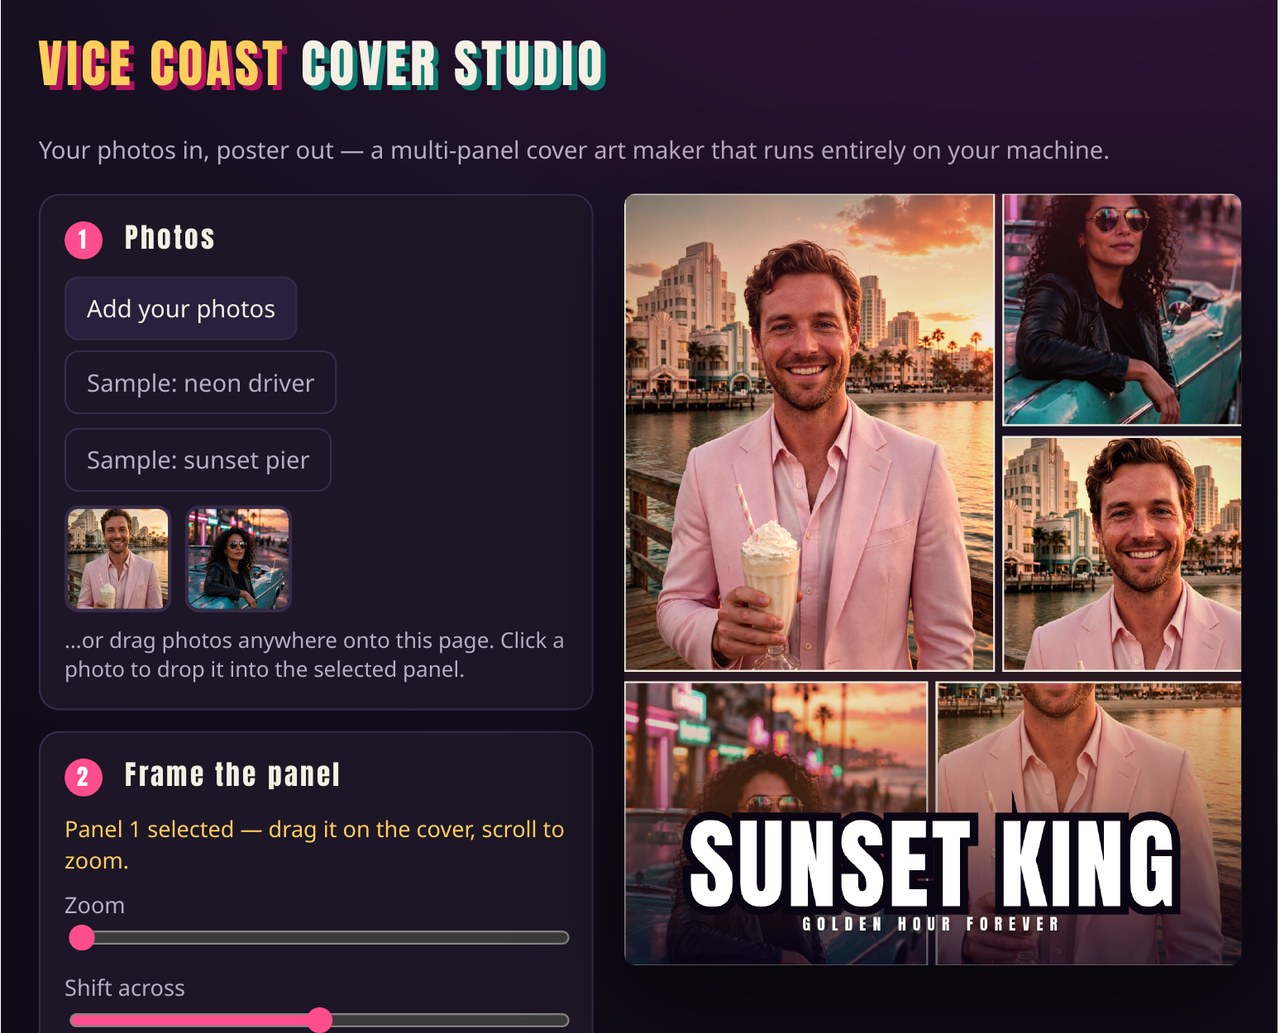 VICE COAST COVER STUDIO
Your photos in, poster out — a multi-panel cover art maker that runs entirely on your machine.
1 Photos
Add your photos
Sample: neon driver
Sample: sunset pier
...or drag photos anywhere onto this page. Click a
photo to drop it into the selected panel.
2 Frame the panel
Panel 1 selected — drag it on the cover, scroll to
zoom.
Zoom
Shift across
SUNSET KING
GOLDEN HOUR FOREVER